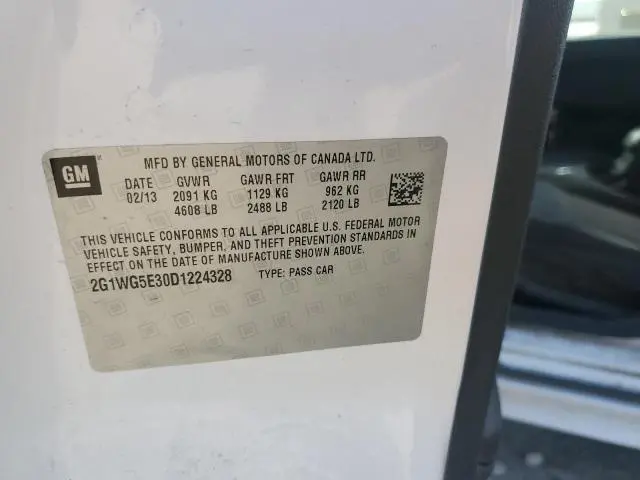 GM
MFD BY GENERAL MOTORS OF CANADA LTD.
DATE GVWR GAWR FRT GAWR RR
02/13 2091 KG 1129 KG 962 KG
4608 LB 2488 LB 2120 LB
THIS VEHICLE CONFORMS TO ALL APPLICABLE U.S. FEDERAL MOTOR
VEHICLE SAFETY, BUMPER, AND THEFT PREVENTION STANDARDS IN
EFFECT ON THE DATE OF MANUFACTURE SHOWN ABOVE.
2G1WG5E30D1224328 TYPE: PASS CAR